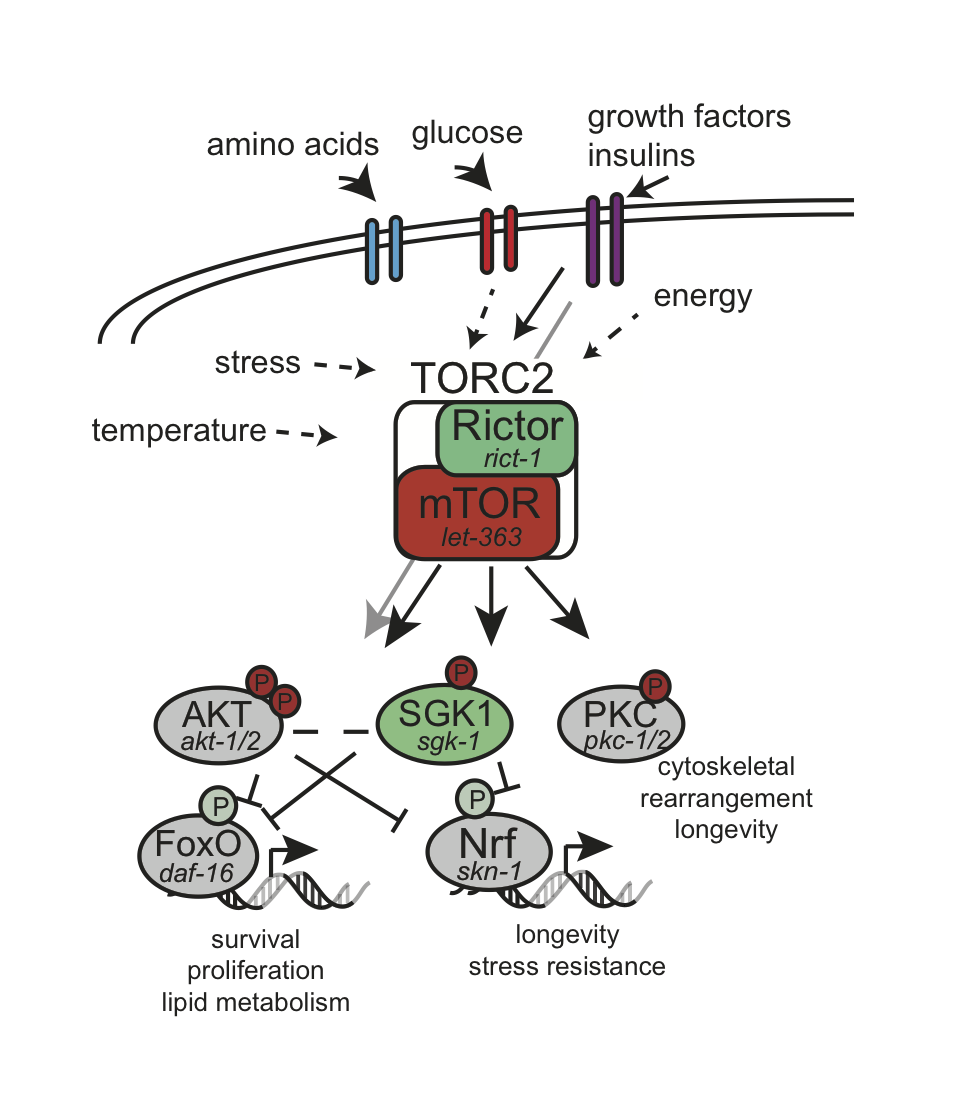 growth factors
insulins
glucose
amino acids
energy
stress
TORC2
temperature
Rictor
rict-1
mTOR
let-363
P
P
AKT
akt-1/2
P
SGK1
sgk-1
P
PKC
pkc-1/2
cytoskeletal
rearrangement
longevity
P
FoxO
daf-16
P
Nrf
skn-1
survival
proliferation
lipid metabolism
longevity
stress resistance